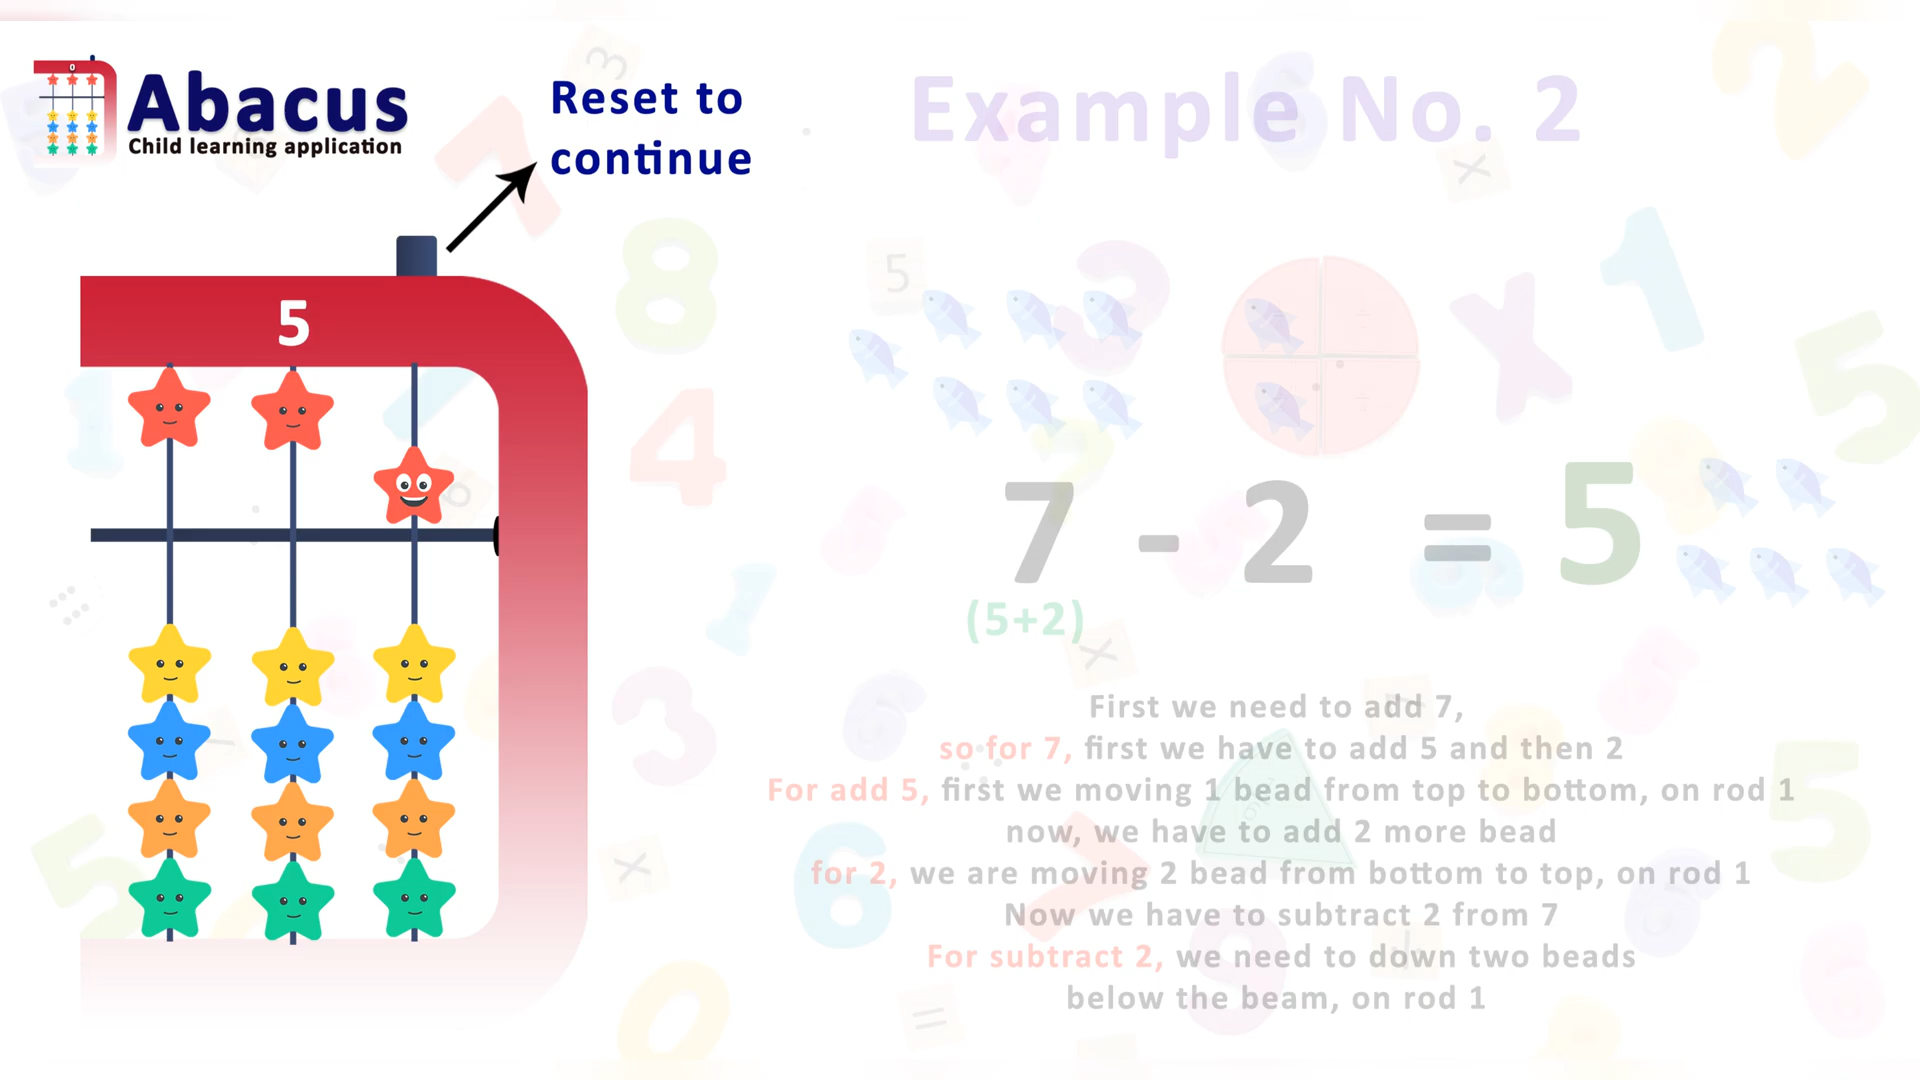 Abacus
Child learning application
Reset to
continue
Example No. 2
5
7 - 2 = 5
(5+2)
First we need to add 7,
so for 7, first we have to add 5 and then 2
For add 5, first we moving 1 bead from top to bottom, on rod 1
now, we have to add 2 more bead
for 2, we are moving 2 bead from bottom to top, on rod 1
Now we have to subtract 2 from 7
For subtract 2, we need to down two beads
below the beam, on rod 1